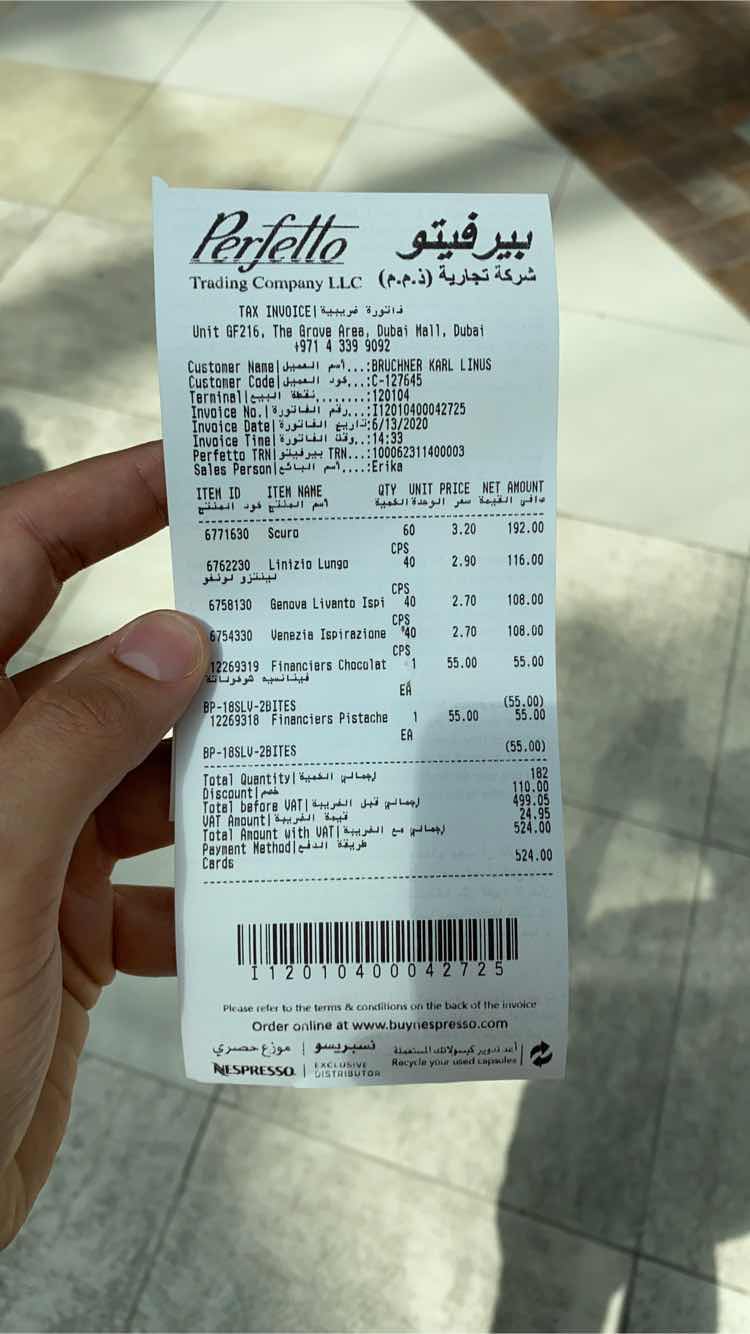 Perfetto بيرفيتو
Trading Company LLC شركة تجارية (ذ.م.م)
TAX INVOICE|فاتورة ضريبية
Unit GF216, The Grove Area, Dubai Mall, Dubai
+971 4 339 9092
Customer Name|أسم العميل...:BRUCHNER KARL LINUS
Customer Code|كود العميل...:C-127645
Terminal|نقطة البيع........:120104
Invoice No.|رقم الفاتورة...:I12010400042725
Invoice Date|تاريخ الفاتورة:6/13/2020
Invoice Time|وقت الفاتورة..:14:33
Perfetto TRN|بيرفيتو TRN...:100062311400003
Sales Person|أسم البائع....:Erika
ITEM ID ITEM NAME QTY UNIT PRICE NET AMOUNT
كود المنتج أسم المنتج الكمية سعر الوحدة صافي القيمة
6771630 Scuro 60 3.20 192.00
CPS
6762230 Linizio Lungo 40 2.90 116.00
لينتزو لونغو
CPS
6758130 Genova Livanto Ispi 40 2.70 108.00
CPS
6754330 Venezia Ispirazione 40 2.70 108.00
CPS
12269319 Financiers Chocolat 1 55.00 55.00
فينانسيه شوكولاتة
EA
BP-18SLV-2BITES (55.00)
12269318 Financiers Pistache 1 55.00 55.00
EA
BP-18SLV-2BITES (55.00)
Total Quantity|إجمالي الكمية 182
Discount|خصم 110.00
Total before VAT|إجمالي قبل الضريبة 499.05
VAT Amount|قيمة الضريبة 24.95
Total Amount with VAT|إجمالي مع الضريبة 524.00
Payment Method|طريقة الدفع
Cards 524.00
I12010400042725
Please refer to the terms & conditions on the back of the invoice
Order online at www.buynespresso.com
موزع حصري | نسبريسو أعد تدوير كبسولاتك المستعملة
NESPRESSO | EXCLUSIVE DISTRIBUTOR Recycle your used capsules